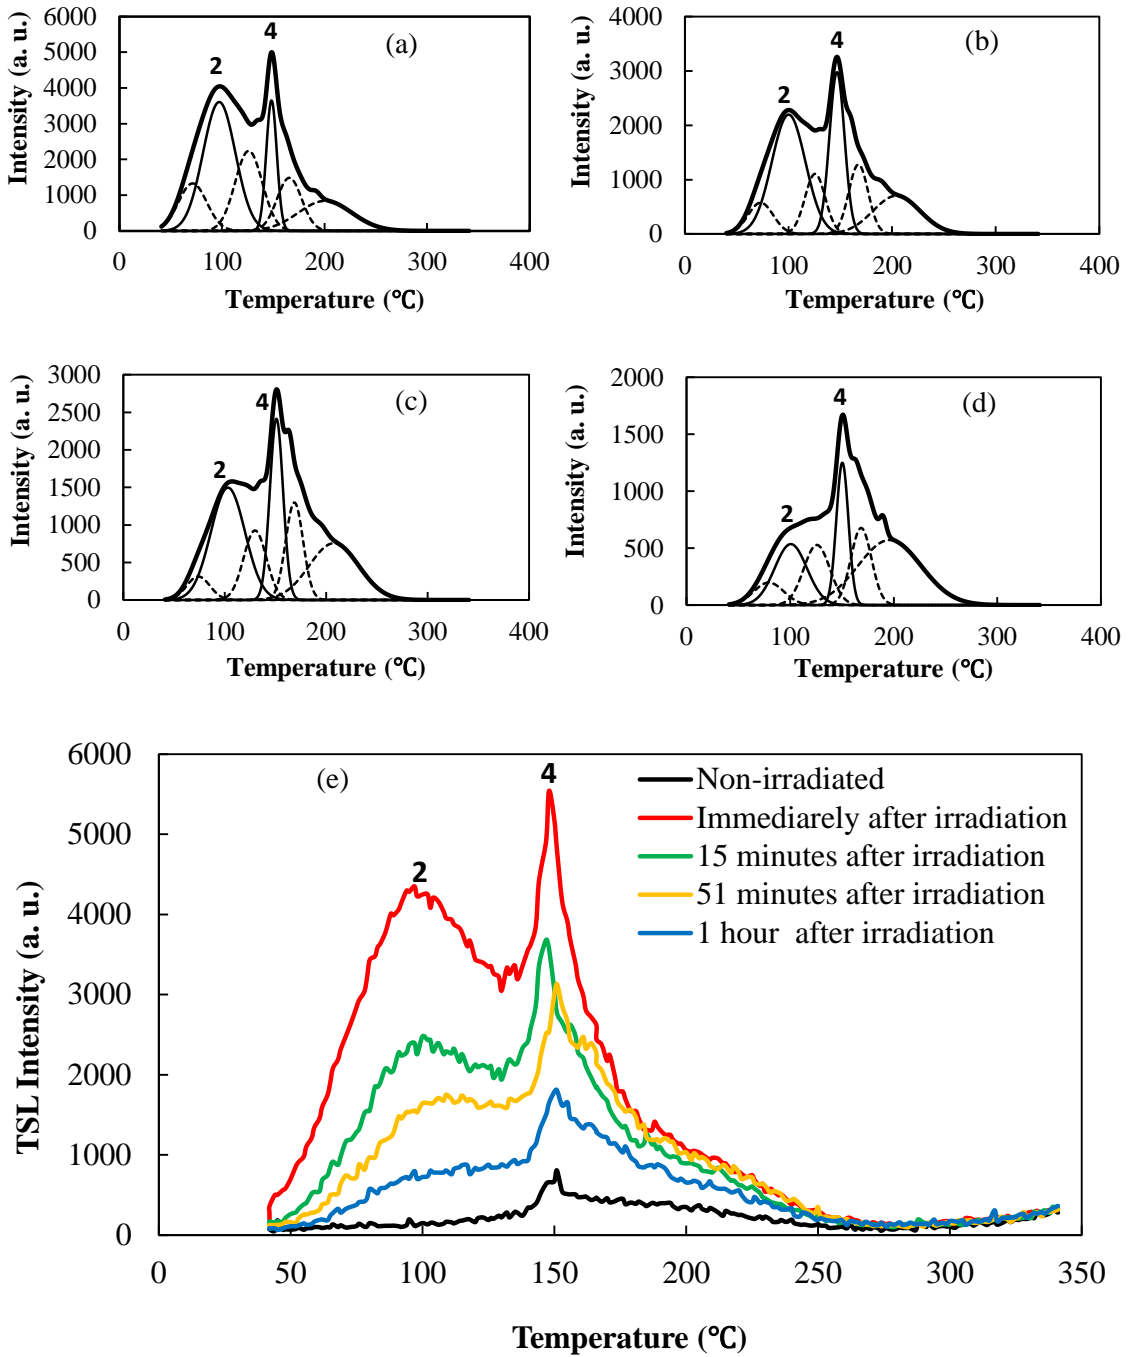 6000
5000
4000
3000
2000
1000
0
Intensity (a. u.)
2
4
(a)
0 100 200 300 400
Temperature (℃)
4000
3000
2000
1000
0
Intensity (a. u.)
2
4
(b)
0 100 200 300 400
Temperature (℃)
3000
2500
2000
1500
1000
500
0
Intensity (a. u.)
2
4
(c)
0 100 200 300 400
Temperature (℃)
2000
1500
1000
500
0
Intensity (a. u.)
2
4
(d)
0 100 200 300 400
Temperature (℃)
6000
5000
4000
3000
2000
1000
0
TSL Intensity (a. u.)
(e)
2
4
Non-irradiated
Immediarely after irradiation
15 minutes after irradiation
51 minutes after irradiation
1 hour  after irradiation
0 50 100 150 200 250 300 350
Temperature (℃)